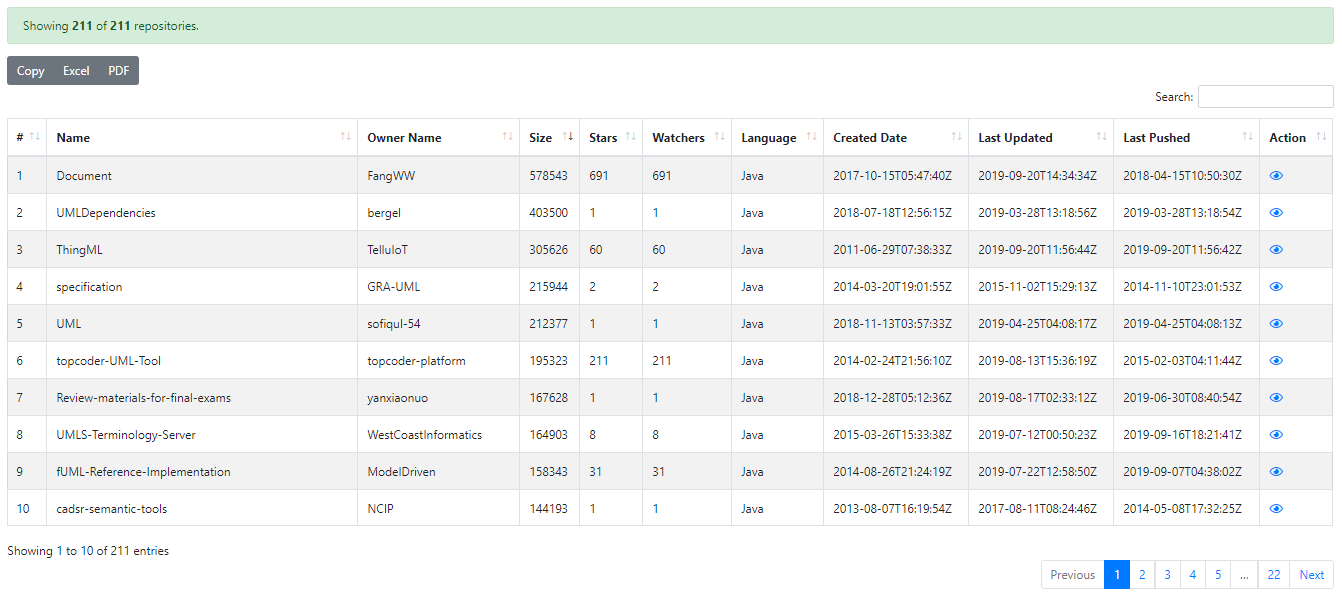 Showing 211 of 211 repositories.
Copy Excel PDF
Search:
# Name Owner Name Size Stars Watchers Language Created Date Last Updated Last Pushed Action
1 Document FangWW 578543 691 691 Java 2017-10-15T05:47:40Z 2019-09-20T14:34:34Z 2018-04-15T10:50:30Z
2 UMLDependencies bergel 403500 1 1 Java 2018-07-18T12:56:15Z 2019-03-28T13:18:56Z 2019-03-28T13:18:54Z
3 ThingML TelluIoT 305626 60 60 Java 2011-06-29T07:38:33Z 2019-09-20T11:56:44Z 2019-09-20T11:56:42Z
4 specification GRA-UML 215944 2 2 Java 2014-03-20T19:01:55Z 2015-11-02T15:29:13Z 2014-11-10T23:01:53Z
5 UML sofiqul-54 212377 1 1 Java 2018-11-13T03:57:33Z 2019-04-25T04:08:17Z 2019-04-25T04:08:13Z
6 topcoder-UML-Tool topcoder-platform 195323 211 211 Java 2014-02-24T21:56:10Z 2019-08-13T15:36:19Z 2015-02-03T04:11:44Z
7 Review-materials-for-final-exams yanxiaonuo 167628 1 1 Java 2018-12-28T05:12:36Z 2019-08-17T02:33:12Z 2019-06-30T08:40:54Z
8 UMLS-Terminology-Server WestCoastInformatics 164903 8 8 Java 2015-03-26T15:33:38Z 2019-07-12T00:50:23Z 2019-09-16T18:21:41Z
9 fUML-Reference-Implementation ModelDriven 158343 31 31 Java 2014-08-26T21:24:19Z 2019-07-22T12:58:50Z 2019-09-07T04:38:02Z
10 cadsr-semantic-tools NCIP 144193 1 1 Java 2013-08-07T16:19:54Z 2017-08-11T08:24:46Z 2014-05-08T17:32:25Z
Showing 1 to 10 of 211 entries
Previous 1 2 3 4 5 ... 22 Next